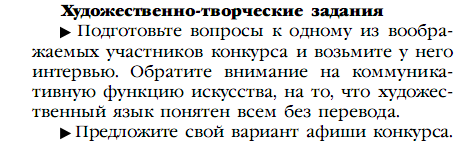 Художественно-творческие задания
▶ Подготовьте вопросы к одному из вообра-
жаемых участников конкурса и возьмите у него
интервью. Обратите внимание на коммуника-
тивную функцию искусства, на то, что художес-
твенный язык понятен всем без перевода.
▶ Предложите свой вариант афиши конкурса.